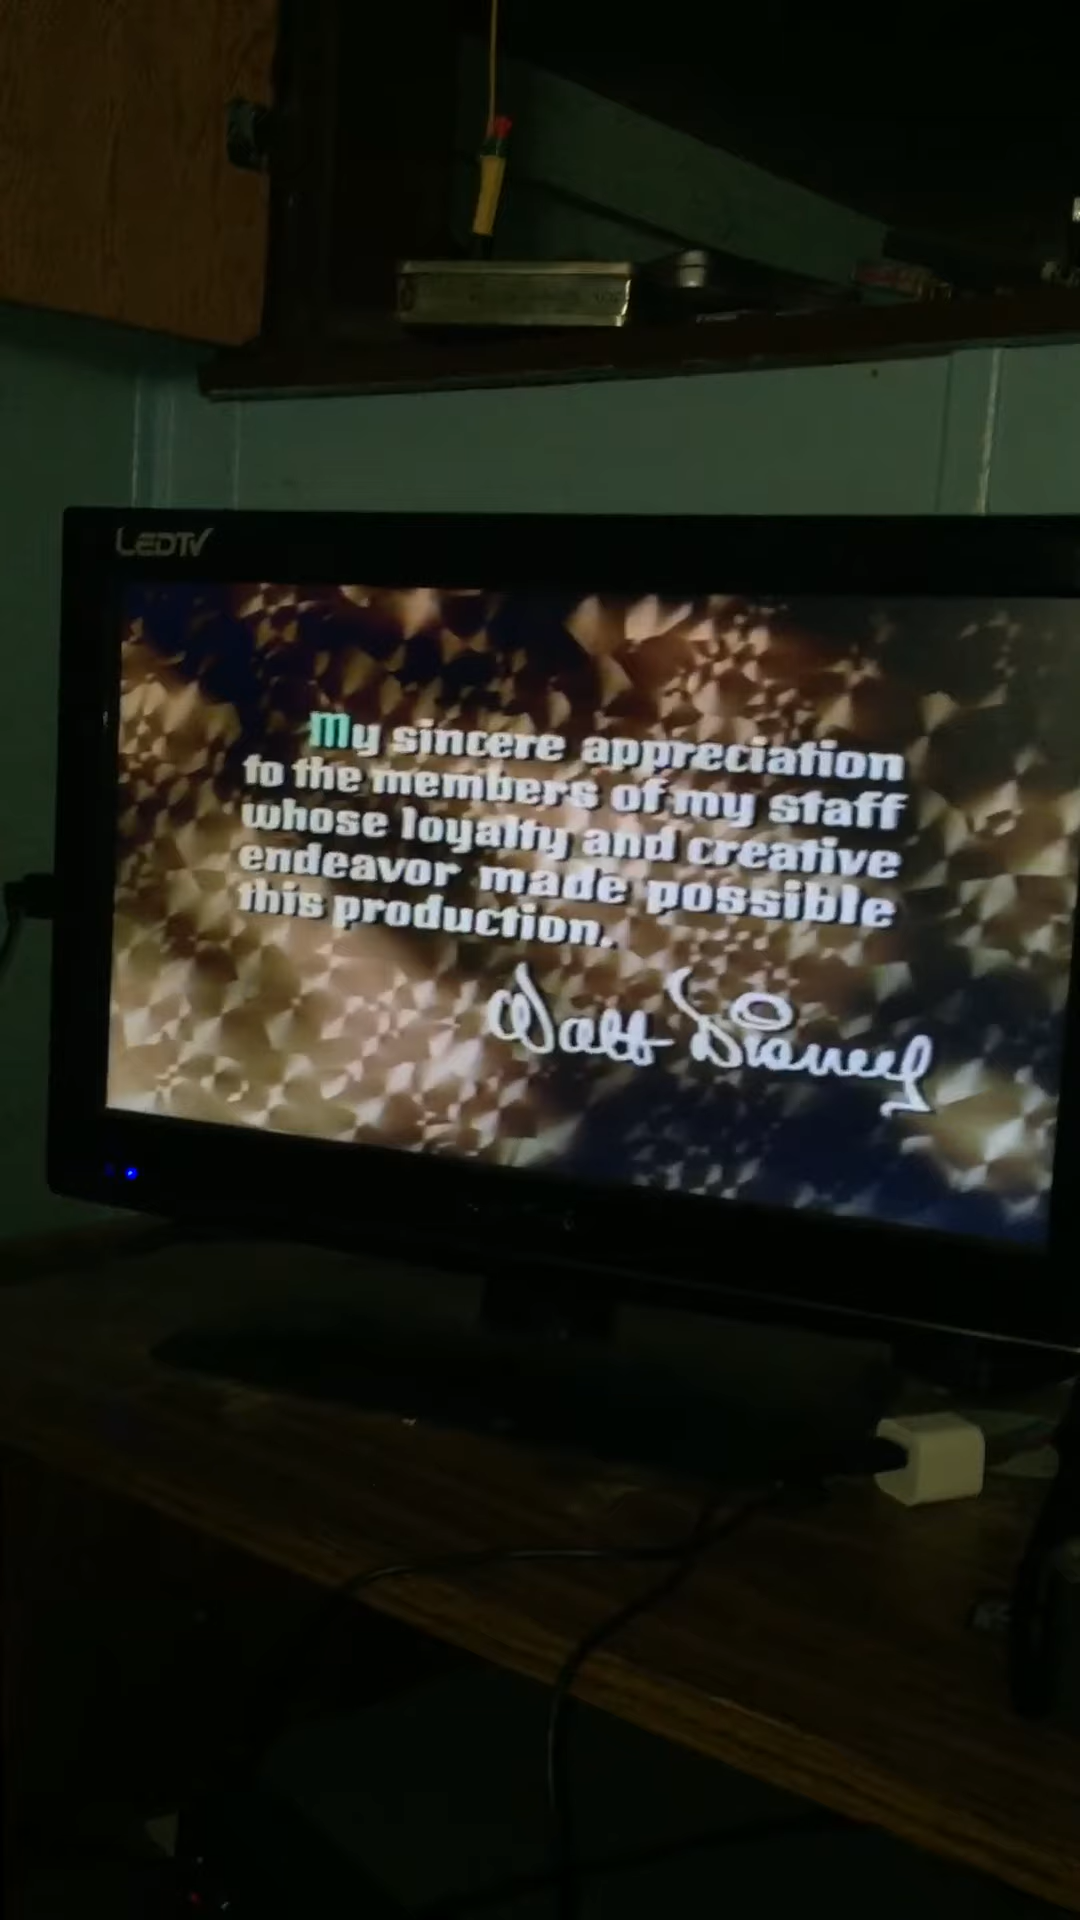 LEDTV
My sincere appreciation
to the members of my staff
whose loyalty and creative
endeavor made possible
this production.
Walt Disney